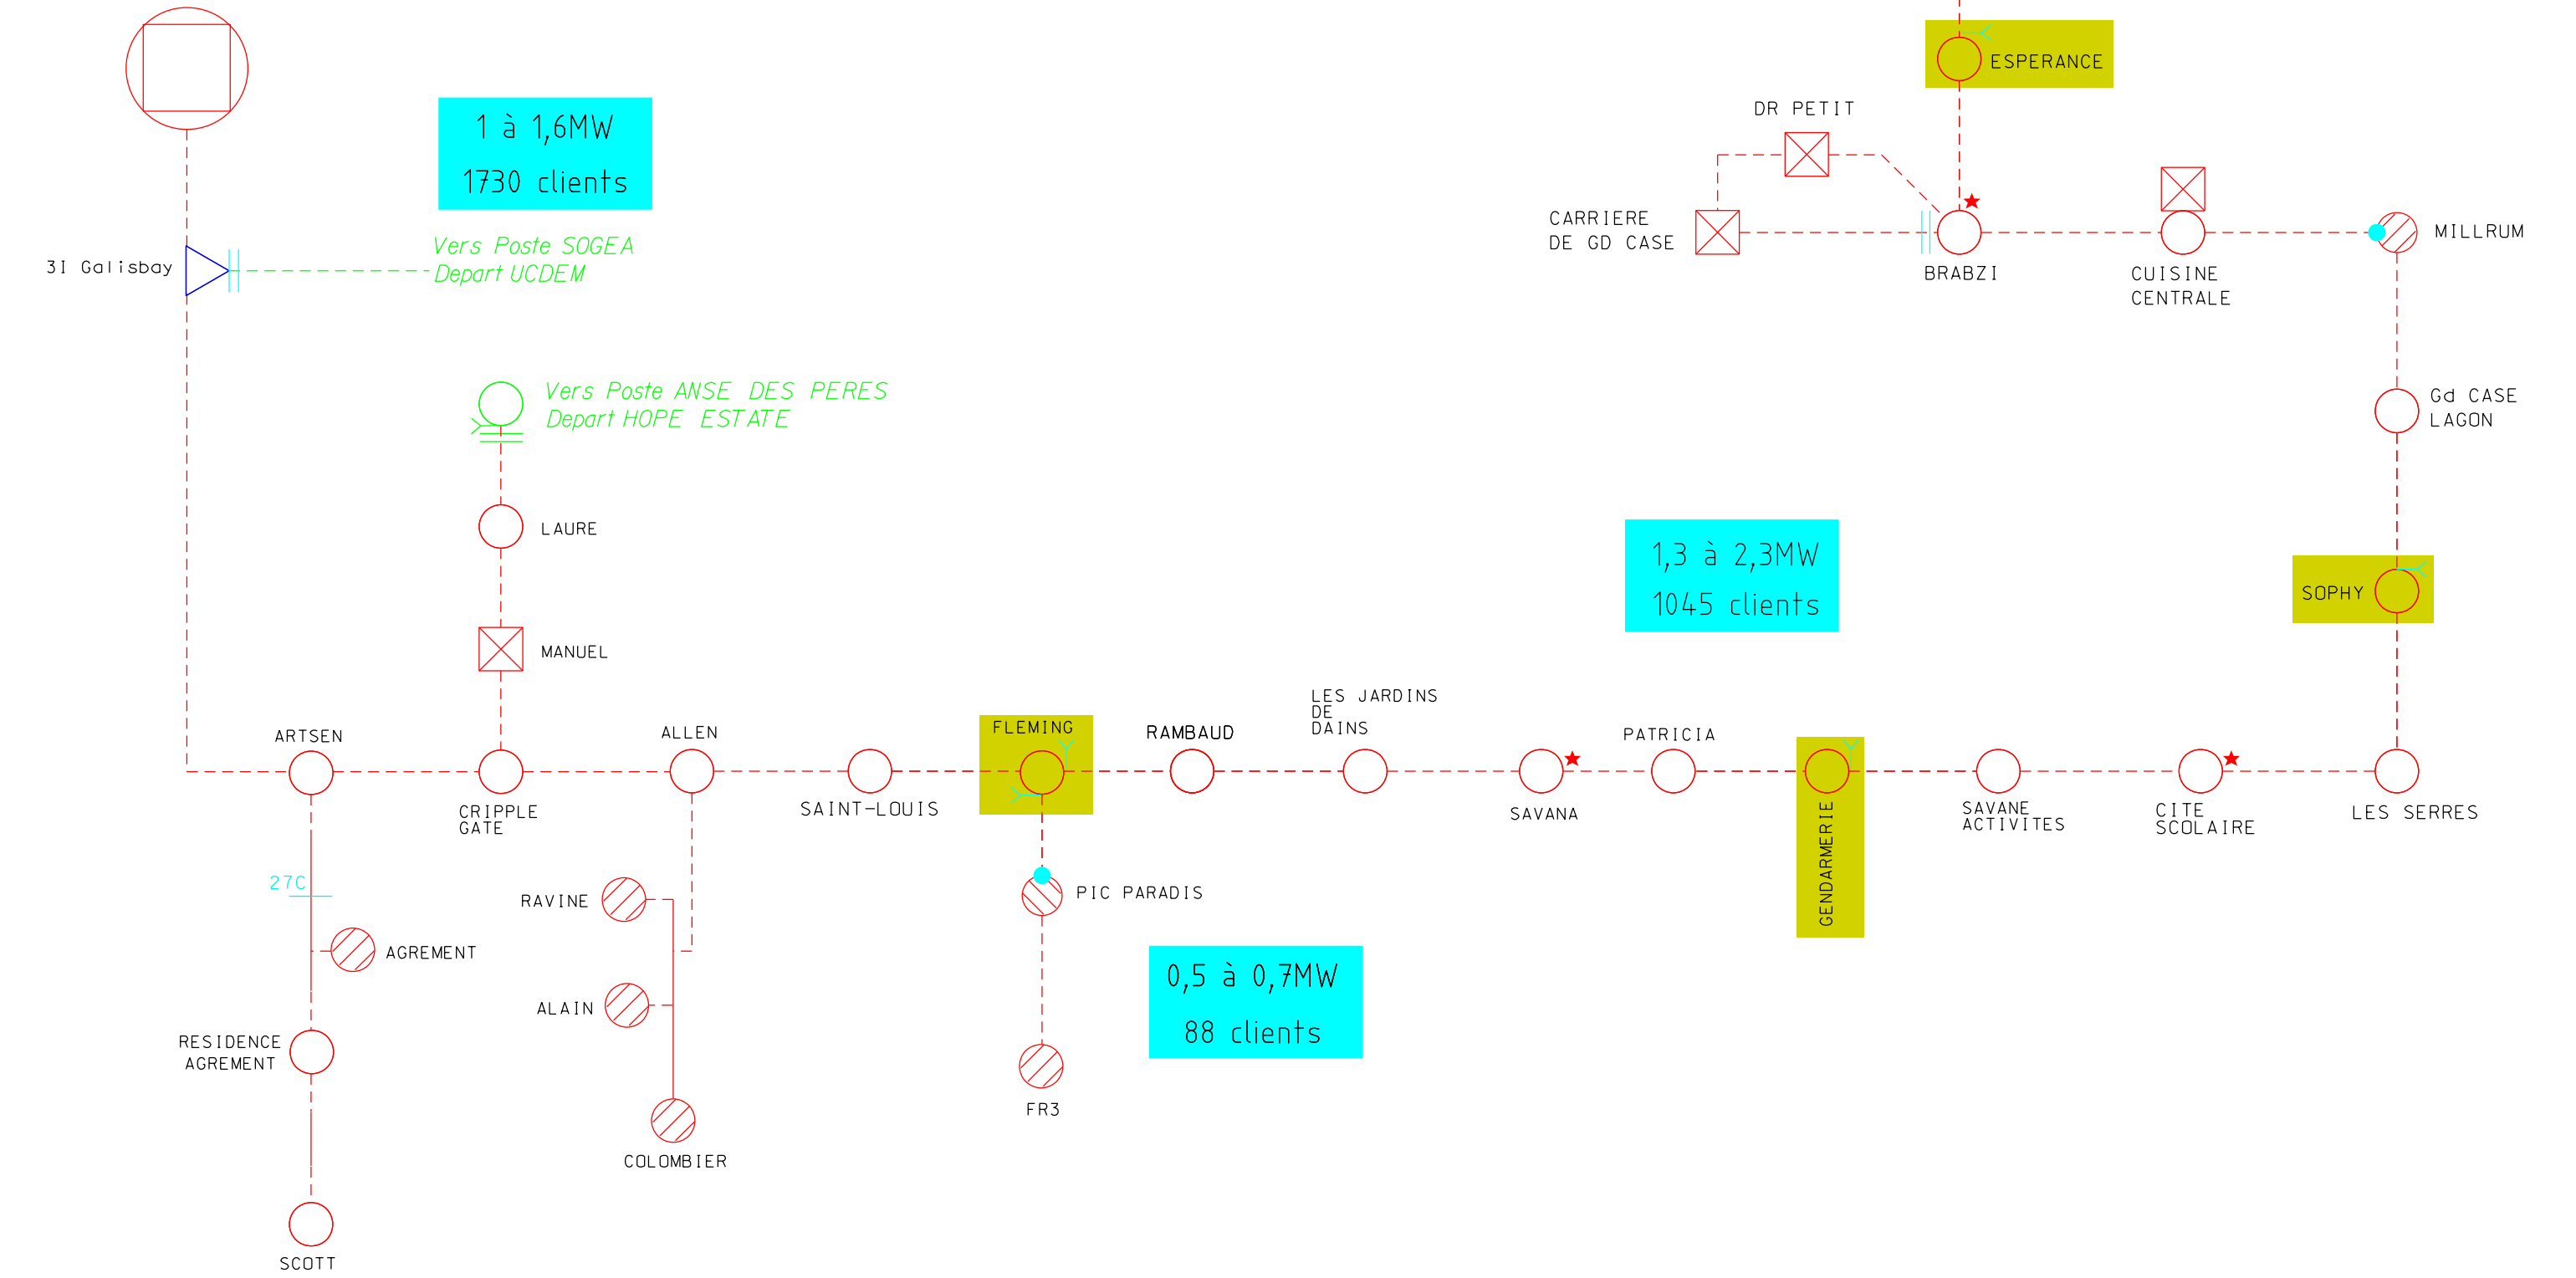 ESPERANCE
DR PETIT
1 à 1,6MW
1730 clients
CARRIERE
DE GD CASE
BRABZI
CUISINE
CENTRALE
MILLRUM
3I Galisbay
Vers Poste SOGEA
Depart UCDEM
Vers Poste ANSE DES PERES
Depart HOPE ESTATE
Gd CASE
LAGON
LAURE
1,3 à 2,3MW
1045 clients
SOPHY
MANUEL
ARTSEN
ALLEN
FLEMING
RAMBAUD
LES JARDINS
DE
DAINS
PATRICIA
CRIPPLE
GATE
SAINT-LOUIS
SAVANA
GENDARMERIE
SAVANE
ACTIVITES
CITE
SCOLAIRE
LES SERRES
27C
RAVINE
PIC PARADIS
AGREMENT
0,5 à 0,7MW
88 clients
ALAIN
RESIDENCE
AGREMENT
FR3
COLOMBIER
SCOTT